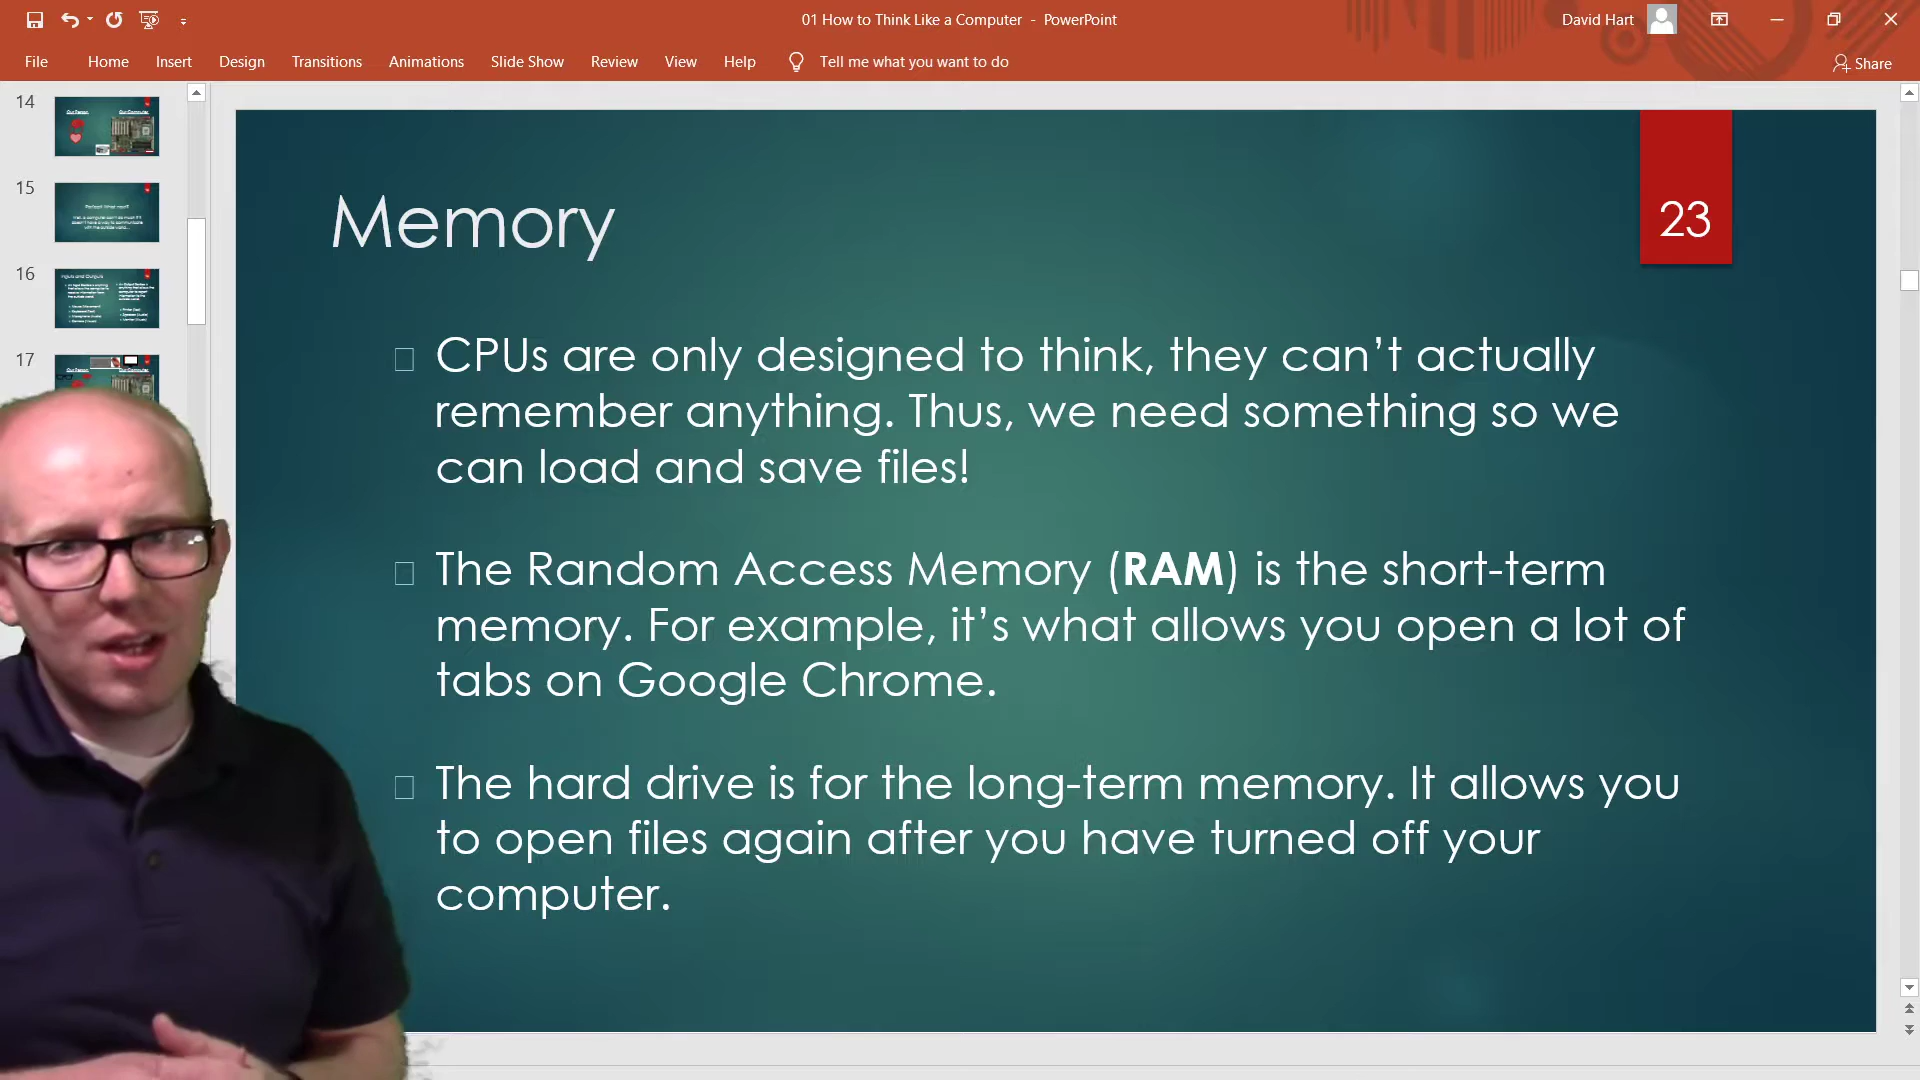 01 How to Think Like a Computer - PowerPoint
David Hart
File Home Insert Design Transitions Animations Slide Show Review View Help Tell me what you want to do
Share
14
15
16
Inputs and Outputs
17
Memory
23
CPUs are only designed to think, they can’t actually
remember anything. Thus, we need something so we
can load and save files!
The Random Access Memory (RAM) is the short-term
memory. For example, it’s what allows you open a lot of
tabs on Google Chrome.
The hard drive is for the long-term memory. It allows you
to open files again after you have turned off your
computer.